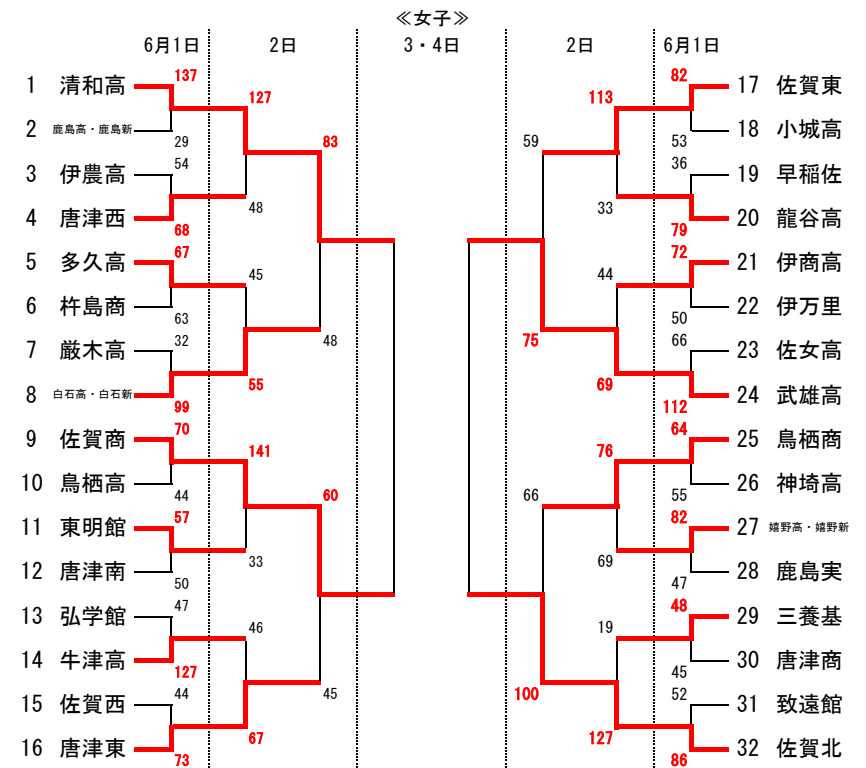 ≪女子≫
6月1日 2日 3・4日 2日 6月1日
1 清和高 137 127 113 82 17 佐賀東
2 鹿島高・鹿島新 29 83 59 53 18 小城高
3 伊農高 54 36 19 早稲佐
4 唐津西 68 48 33 79 20 龍谷高
5 多久高 67 45 44 72 21 伊商高
6 杵島商 63 50 22 伊万里
7 厳木高 32 48 75 66 23 佐女高
8 白石高・白石新 99 55 69 112 24 武雄高
9 佐賀商 70 141 76 64 25 鳥栖商
10 鳥栖高 44 60 66 55 26 神埼高
11 東明館 57 82 27 嬉野高・嬉野新
12 唐津南 50 33 69 47 28 鹿島実
13 弘学館 47 46 19 48 29 三養基
14 牛津高 127 45 30 唐津商
15 佐賀西 44 45 100 52 31 致遠館
16 唐津東 73 67 127 86 32 佐賀北